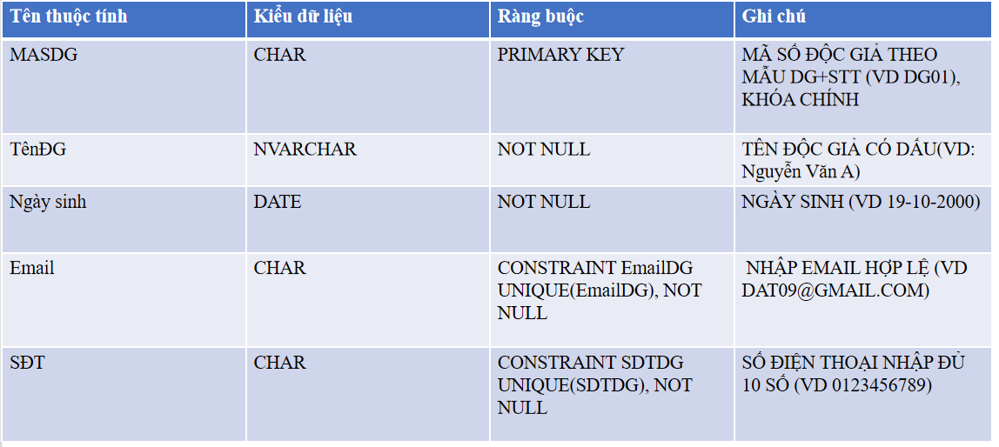 Tên thuộc tính
Kiểu dữ liệu
Ràng buộc
Ghi chú
MASDG
CHAR
PRIMARY KEY
MÃ SỐ ĐỘC GIẢ THEO
MẪU DG+STT (VD DG01),
KHÓA CHÍNH
TênĐG
NVARCHAR
NOT NULL
TÊN ĐỘC GIẢ CÓ DẤU(VD:
Nguyễn Văn A)
Ngày sinh
DATE
NOT NULL
NGÀY SINH (VD 19-10-2000)
Email
CHAR
CONSTRAINT EmailDG
UNIQUE(EmailDG), NOT
NULL
NHẬP EMAIL HỢP LỆ (VD
DAT09@GMAIL.COM)
SĐT
CHAR
CONSTRAINT SDTDG
UNIQUE(SDTDG), NOT
NULL
SỐ ĐIỆN THOẠI NHẬP ĐỦ
10 SỐ (VD 0123456789)